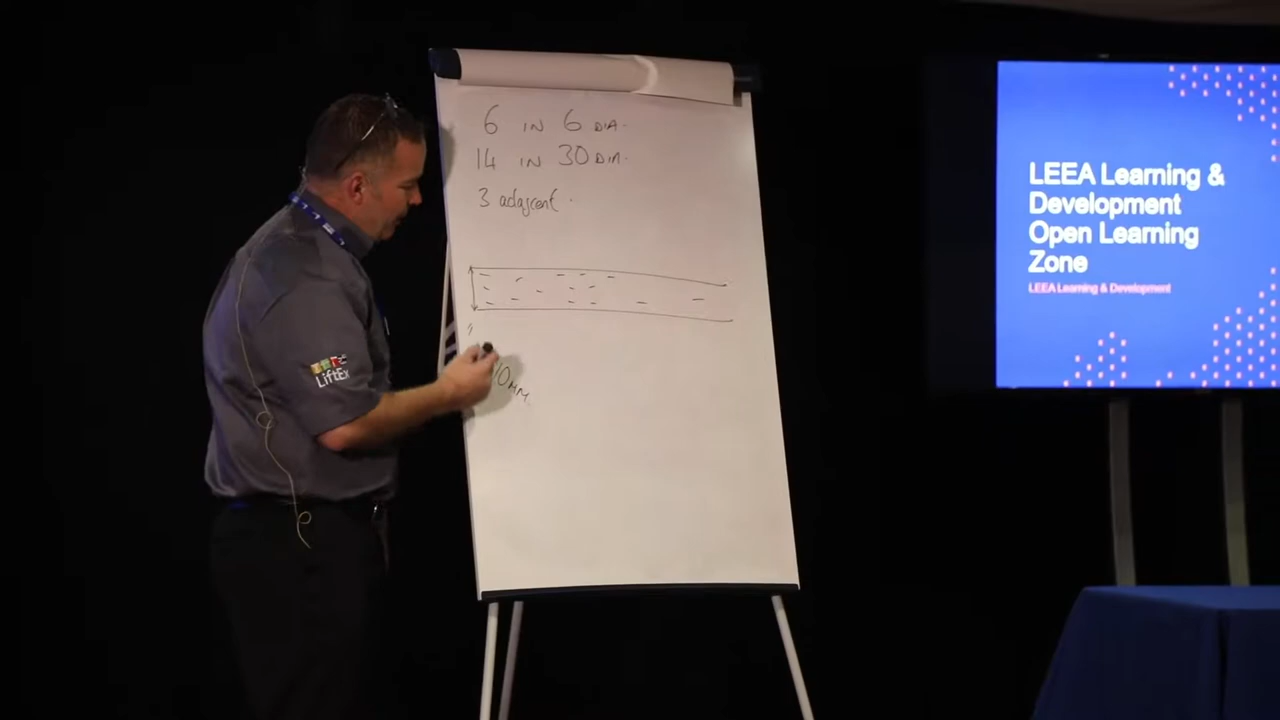 6 IN 6 DIA.
14 IN 30 DIA.
3 adjacent.
10MM.
LiftEx
LEEA Learning &
Development
Open Learning
Zone
LEEA Learning & Development